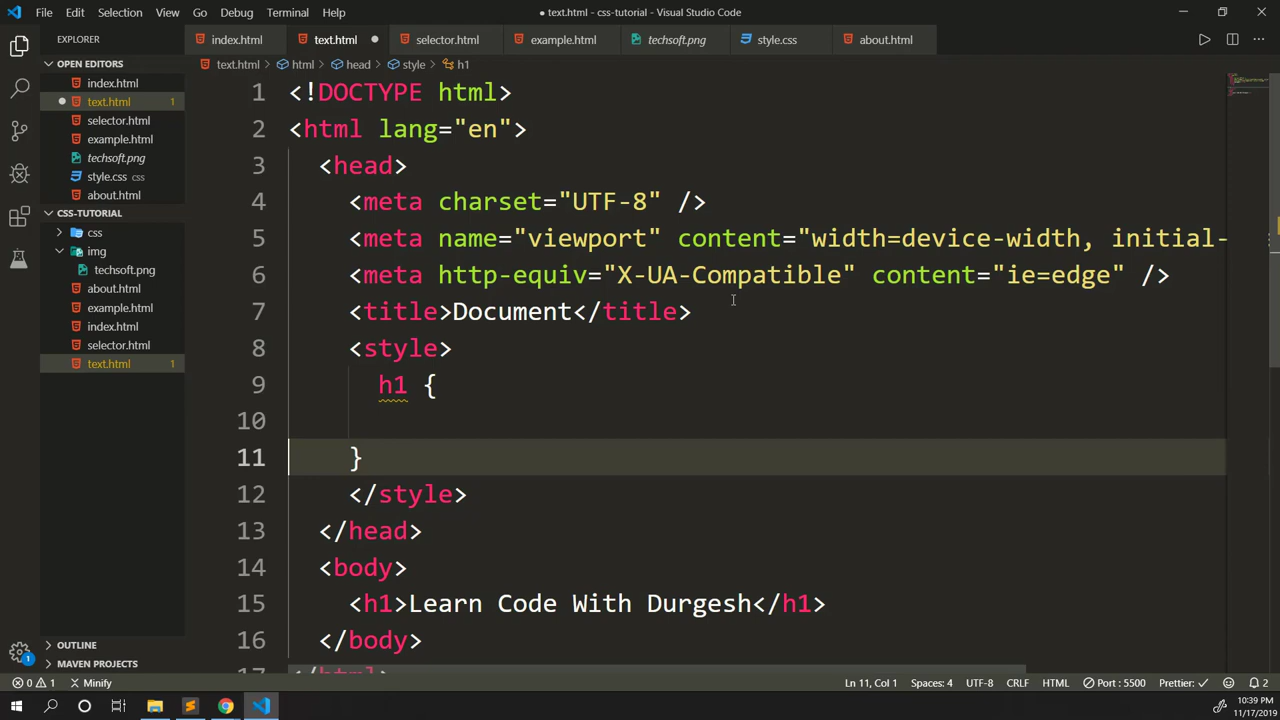 File Edit Selection View Go Debug Terminal Help
● text.html - css-tutorial - Visual Studio Code
EXPLORER
index.html text.html ● selector.html example.html techsoft.png style.css about.html
text.html › html › head › style › h1
OPEN EDITORS
index.html
text.html 1
selector.html
example.html
techsoft.png
style.css css
about.html
CSS-TUTORIAL
css
img
techsoft.png
about.html
example.html
index.html
selector.html
text.html 1
OUTLINE
MAVEN PROJECTS
1 <!DOCTYPE html>
2 <html lang="en">
3 <head>
4 <meta charset="UTF-8" />
5 <meta name="viewport" content="width=device-width, initial-
6 <meta http-equiv="X-UA-Compatible" content="ie=edge" />
7 <title>Document</title>
8 <style>
9 h1 {
10
11 }
12 </style>
13 </head>
14 <body>
15 <h1>Learn Code With Durgesh</h1>
16 </body>
17 </html>
1
0 1 Minify Ln 11, Col 1 Spaces: 4 UTF-8 CRLF HTML Port : 5500 Prettier: ✓ 2
10:39 PM
11/17/2019